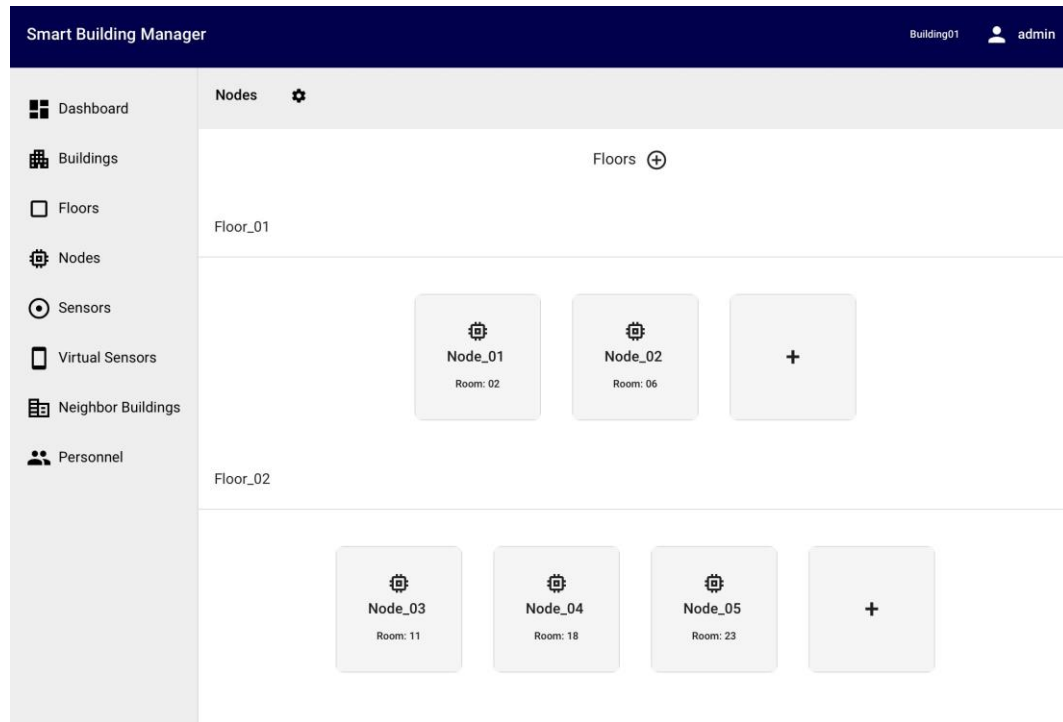 Smart Building Manager
Building01
admin
Dashboard
Buildings
Floors
Nodes
Sensors
Virtual Sensors
Neighbor Buildings
Personnel
Nodes
Floors
Floor_01
Node_01
Room: 02
Node_02
Room: 06
+
Floor_02
Node_03
Room: 11
Node_04
Room: 18
Node_05
Room: 23
+